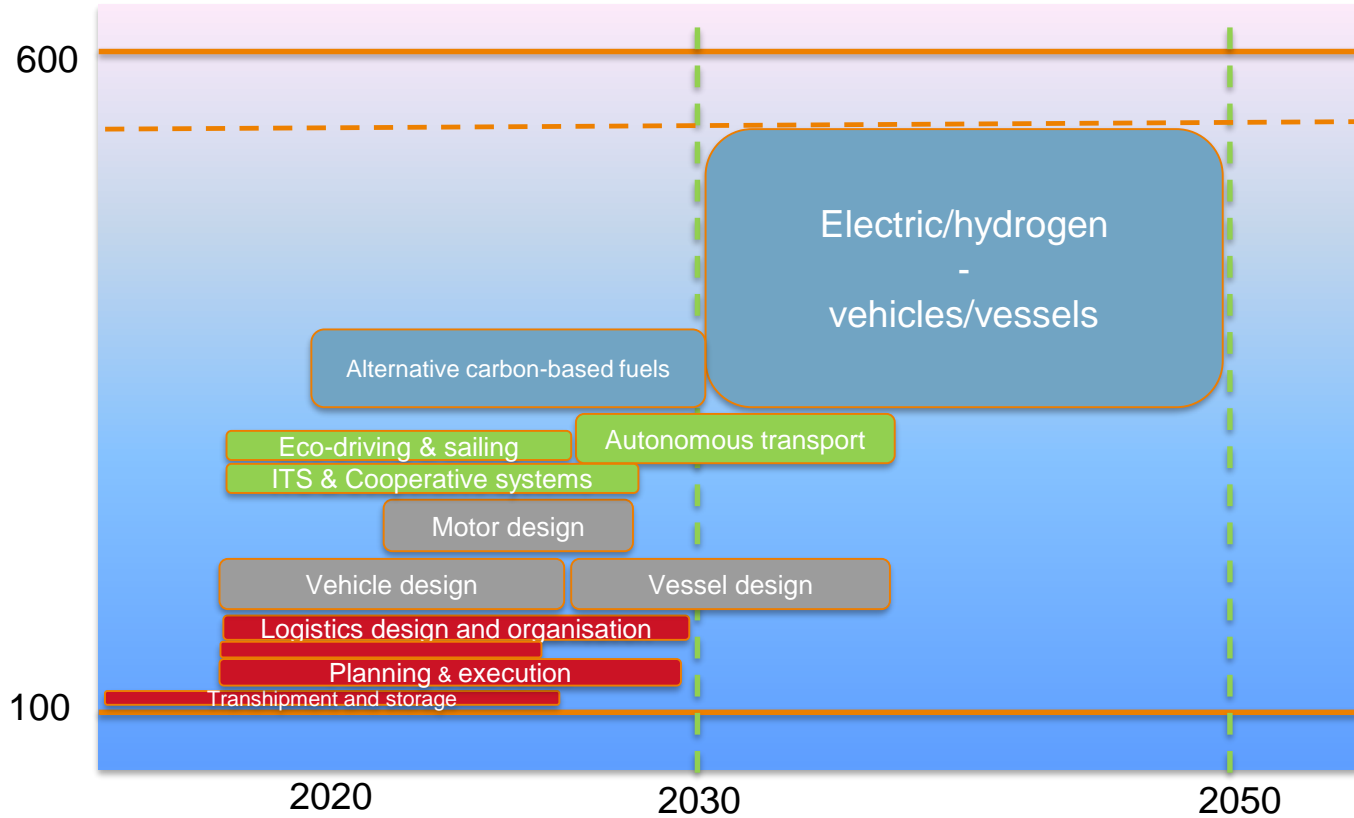 600
Electric/hydrogen
-
vehicles/vessels
Alternative carbon-based fuels
Autonomous transport
Eco-driving & sailing
ITS & Cooperative systems
Motor design
Vehicle design
Vessel design
Logistics design and organisation
Planning & execution
Transhipment and storage
100
2020
2030
2050